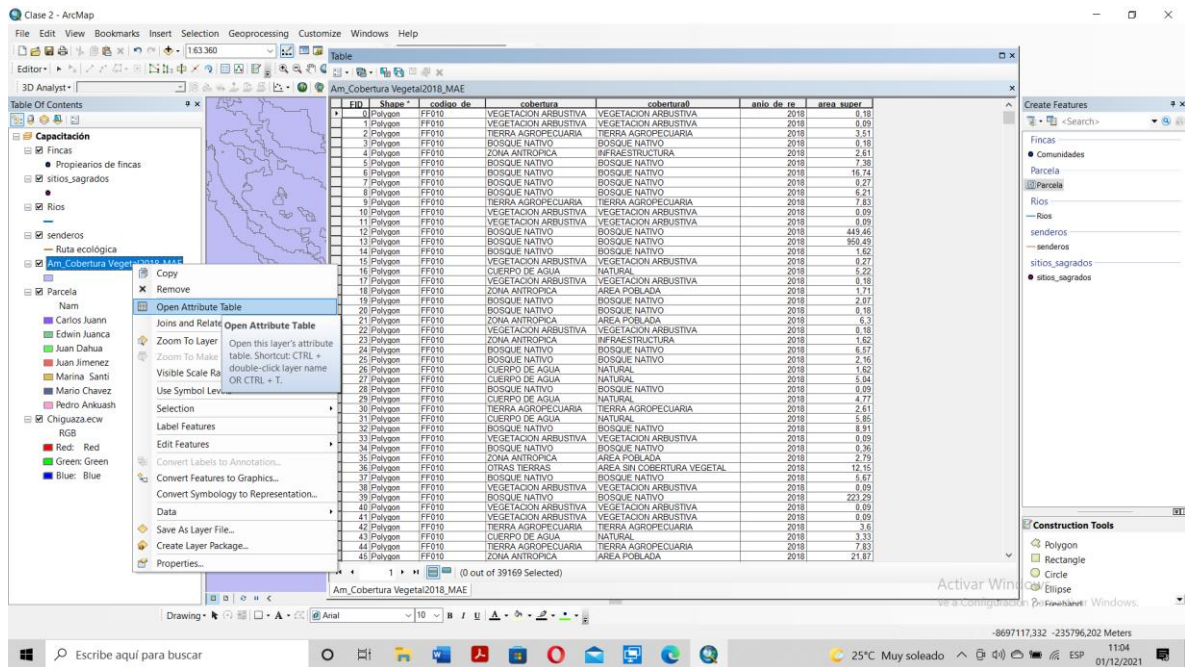 Clase 2 - ArcMap
File Edit View Bookmarks Insert Selection Geoprocessing Customize Windows Help
1:63.360
Editor
3D Analyst
Table Of Contents
Capacitación
Fincas
Propiearios de fincas
sitios_sagrados
Rios
senderos
Ruta ecológica
Am_Cobertura Vegetal2018_MAE
Parcela
Nam
Carlos Juann
Edwin Juanca
Juan Dahua
Juan Jimenez
Marina Santi
Mario Chavez
Pedro Ankuash
Chiguaza.ecw
RGB
Red: Red
Green: Green
Blue: Blue
Copy
Remove
Open Attribute Table
Joins and Relate
Zoom To Layer
Zoom To Make
Visible Scale Ra
Use Symbol Lev
Selection
Label Features
Edit Features
Convert Labels to Annotation...
Convert Features to Graphics...
Convert Symbology to Representation...
Data
Save As Layer File...
Create Layer Package...
Properties...
Open Attribute Table
Open this layer's attribute
table. Shortcut: CTRL +
double-click layer name
OR CTRL + T.
Table
Am_Cobertura Vegetal2018_MAE
FID Shape * codigo de cobertura cobertura0 anio de re area super
0 Polygon FF010 VEGETACION ARBUSTIVA VEGETACION ARBUSTIVA 2018 0,18
1 Polygon FF010 VEGETACION ARBUSTIVA VEGETACION ARBUSTIVA 2018 0,09
2 Polygon FF010 TIERRA AGROPECUARIA TIERRA AGROPECUARIA 2018 3,51
3 Polygon FF010 BOSQUE NATIVO BOSQUE NATIVO 2018 0,18
4 Polygon FF010 ZONA ANTROPICA INFRAESTRUCTURA 2018 2,61
5 Polygon FF010 BOSQUE NATIVO BOSQUE NATIVO 2018 7,38
6 Polygon FF010 BOSQUE NATIVO BOSQUE NATIVO 2018 16,74
7 Polygon FF010 BOSQUE NATIVO BOSQUE NATIVO 2018 0,27
8 Polygon FF010 BOSQUE NATIVO BOSQUE NATIVO 2018 6,21
9 Polygon FF010 TIERRA AGROPECUARIA TIERRA AGROPECUARIA 2018 7,83
10 Polygon FF010 VEGETACION ARBUSTIVA VEGETACION ARBUSTIVA 2018 0,09
11 Polygon FF010 VEGETACION ARBUSTIVA VEGETACION ARBUSTIVA 2018 0,09
12 Polygon FF010 BOSQUE NATIVO BOSQUE NATIVO 2018 449,46
13 Polygon FF010 BOSQUE NATIVO BOSQUE NATIVO 2018 950,49
14 Polygon FF010 BOSQUE NATIVO BOSQUE NATIVO 2018 1,62
15 Polygon FF010 VEGETACION ARBUSTIVA VEGETACION ARBUSTIVA 2018 0,27
16 Polygon FF010 CUERPO DE AGUA NATURAL 2018 5,22
17 Polygon FF010 VEGETACION ARBUSTIVA VEGETACION ARBUSTIVA 2018 0,18
18 Polygon FF010 ZONA ANTROPICA AREA POBLADA 2018 1,71
19 Polygon FF010 BOSQUE NATIVO BOSQUE NATIVO 2018 2,07
20 Polygon FF010 BOSQUE NATIVO BOSQUE NATIVO 2018 0,18
21 Polygon FF010 ZONA ANTROPICA AREA POBLADA 2018 6,3
22 Polygon FF010 VEGETACION ARBUSTIVA VEGETACION ARBUSTIVA 2018 0,18
23 Polygon FF010 ZONA ANTROPICA INFRAESTRUCTURA 2018 1,62
24 Polygon FF010 BOSQUE NATIVO BOSQUE NATIVO 2018 6,57
25 Polygon FF010 BOSQUE NATIVO BOSQUE NATIVO 2018 2,16
26 Polygon FF010 CUERPO DE AGUA NATURAL 2018 1,62
27 Polygon FF010 CUERPO DE AGUA NATURAL 2018 5,04
28 Polygon FF010 BOSQUE NATIVO BOSQUE NATIVO 2018 0,09
29 Polygon FF010 CUERPO DE AGUA NATURAL 2018 4,77
30 Polygon FF010 TIERRA AGROPECUARIA TIERRA AGROPECUARIA 2018 2,61
31 Polygon FF010 CUERPO DE AGUA NATURAL 2018 5,85
32 Polygon FF010 BOSQUE NATIVO BOSQUE NATIVO 2018 8,91
33 Polygon FF010 VEGETACION ARBUSTIVA VEGETACION ARBUSTIVA 2018 0,09
34 Polygon FF010 BOSQUE NATIVO BOSQUE NATIVO 2018 0,36
35 Polygon FF010 ZONA ANTROPICA AREA POBLADA 2018 2,79
36 Polygon FF010 OTRAS TIERRAS AREA SIN COBERTURA VEGETAL 2018 12,15
37 Polygon FF010 BOSQUE NATIVO BOSQUE NATIVO 2018 5,67
38 Polygon FF010 VEGETACION ARBUSTIVA VEGETACION ARBUSTIVA 2018 0,09
39 Polygon FF010 BOSQUE NATIVO BOSQUE NATIVO 2018 223,29
40 Polygon FF010 VEGETACION ARBUSTIVA VEGETACION ARBUSTIVA 2018 0,09
41 Polygon FF010 VEGETACION ARBUSTIVA VEGETACION ARBUSTIVA 2018 0,09
42 Polygon FF010 TIERRA AGROPECUARIA TIERRA AGROPECUARIA 2018 3,6
43 Polygon FF010 CUERPO DE AGUA NATURAL 2018 3,33
44 Polygon FF010 TIERRA AGROPECUARIA TIERRA AGROPECUARIA 2018 7,83
45 Polygon FF010 ZONA ANTROPICA AREA POBLADA 2018 21,87
1 (0 out of 39169 Selected)
Am_Cobertura Vegetal2018_MAE
Create Features
<Search>
Fincas
Comunidades
Parcela
Parcela
Rios
Rios
senderos
senderos
sitios_sagrados
sitios_sagrados
Construction Tools
Polygon
Rectangle
Circle
Ellipse
Freehand
Activar Windows
Ve a Configuración para activar Windows.
Drawing Arial 10 B I U A
-8697117,332 -235796,202 Meters
Escribe aquí para buscar
25°C Muy soleado ESP 11:04
01/12/2021